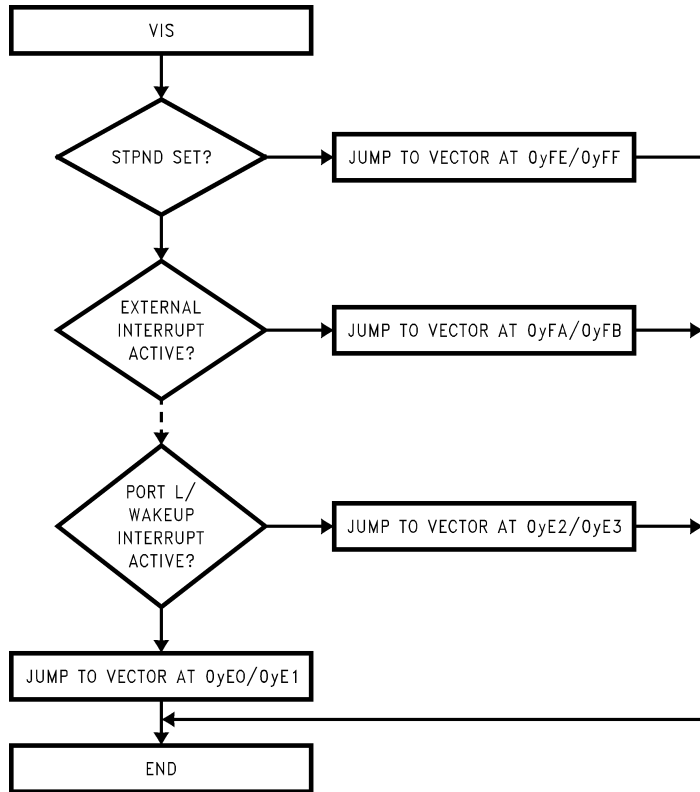 VIS
STPND SET?
JUMP TO VECTOR AT 0yFE/0yFF
EXTERNAL
INTERRUPT
ACTIVE?
JUMP TO VECTOR AT 0yFA/0yFB
PORT L/
WAKEUP
INTERRUPT
ACTIVE?
JUMP TO VECTOR AT 0yE2/0yE3
JUMP TO VECTOR AT 0yE0/0yE1
END